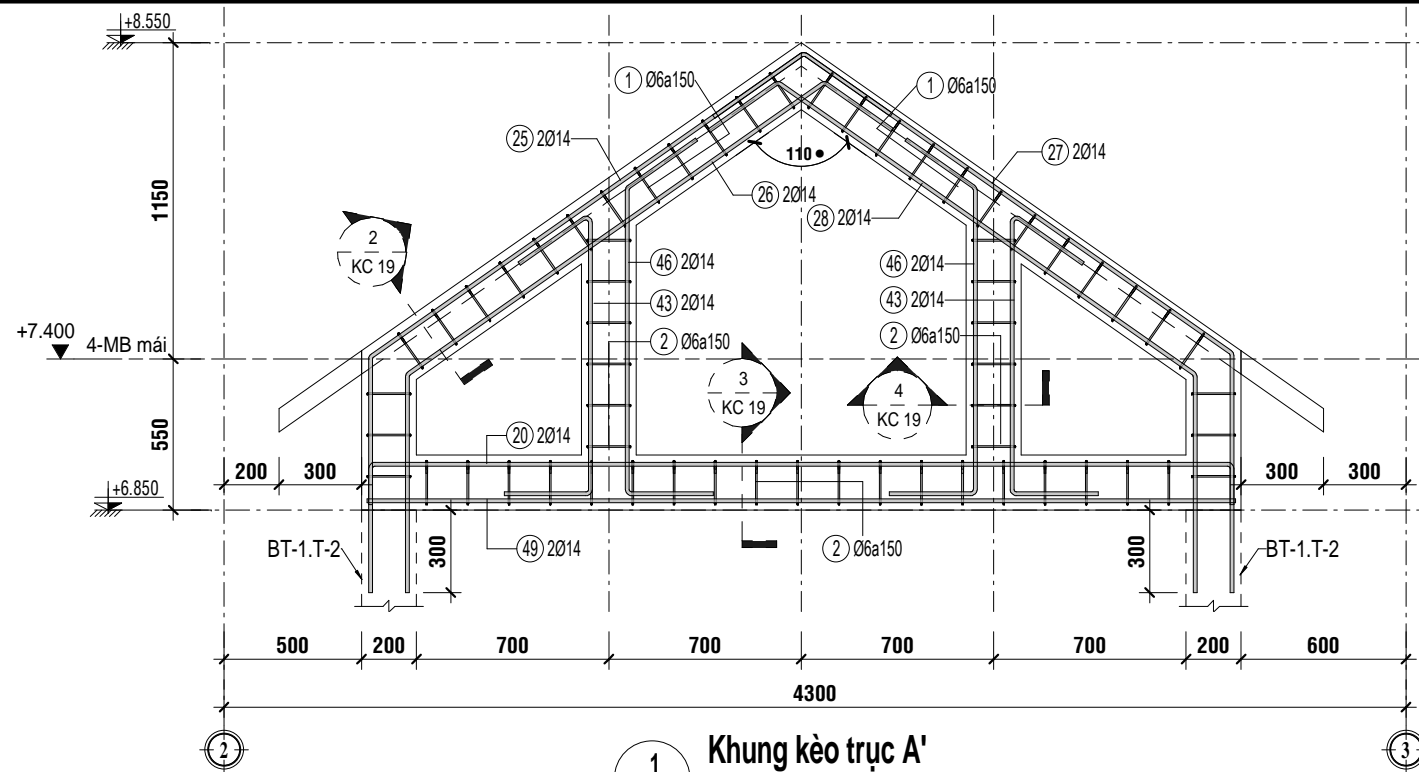 +8.550
1 Ø6a150
1 Ø6a150
25 2Ø14
27 2Ø14
110
26 2Ø14
28 2Ø14
1150
2
KC 19
46 2Ø14
46 2Ø14
43 2Ø14
43 2Ø14
+7.400
4-MB mái
2 Ø6a150
2 Ø6a150
3
KC 19
4
KC 19
550
20 2Ø14
200
300
300
300
+6.850
BT-1.T-2
300
49 2Ø14
2 Ø6a150
300
BT-1.T-2
500
200
700
700
700
700
200
600
4300
2
1
Khung kèo trục A'
3